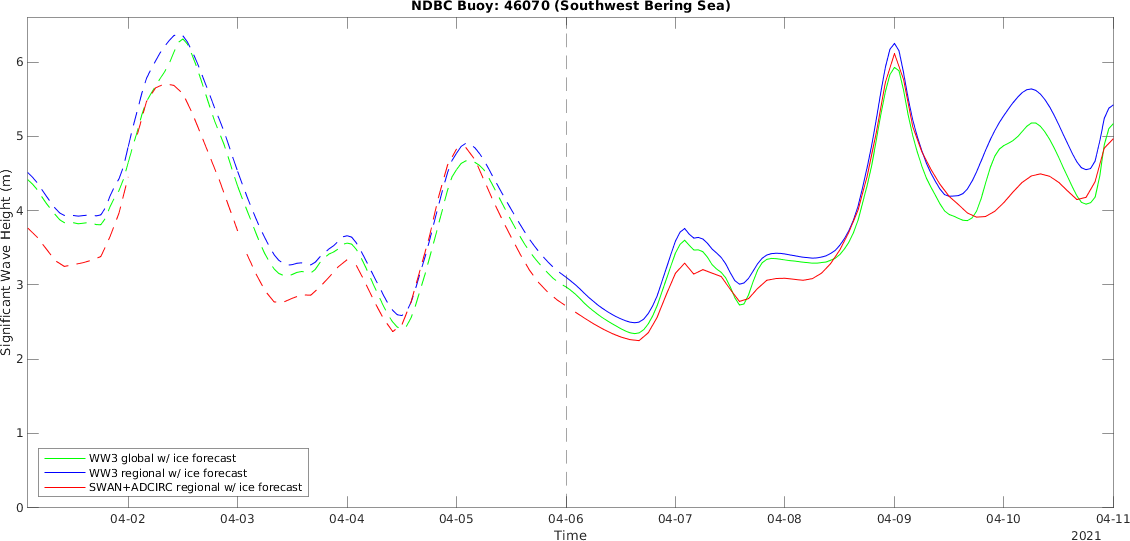 NDBC Buoy: 46070 (Southwest Bering Sea)
Significant Wave Height (m)
6
5
4
3
2
1
0
WW3 global w/ ice forecast
WW3 regional w/ ice forecast
SWAN+ADCIRC regional w/ ice forecast
04-02 04-03 04-04 04-05 04-06 04-07 04-08 04-09 04-10 04-11
Time
2021